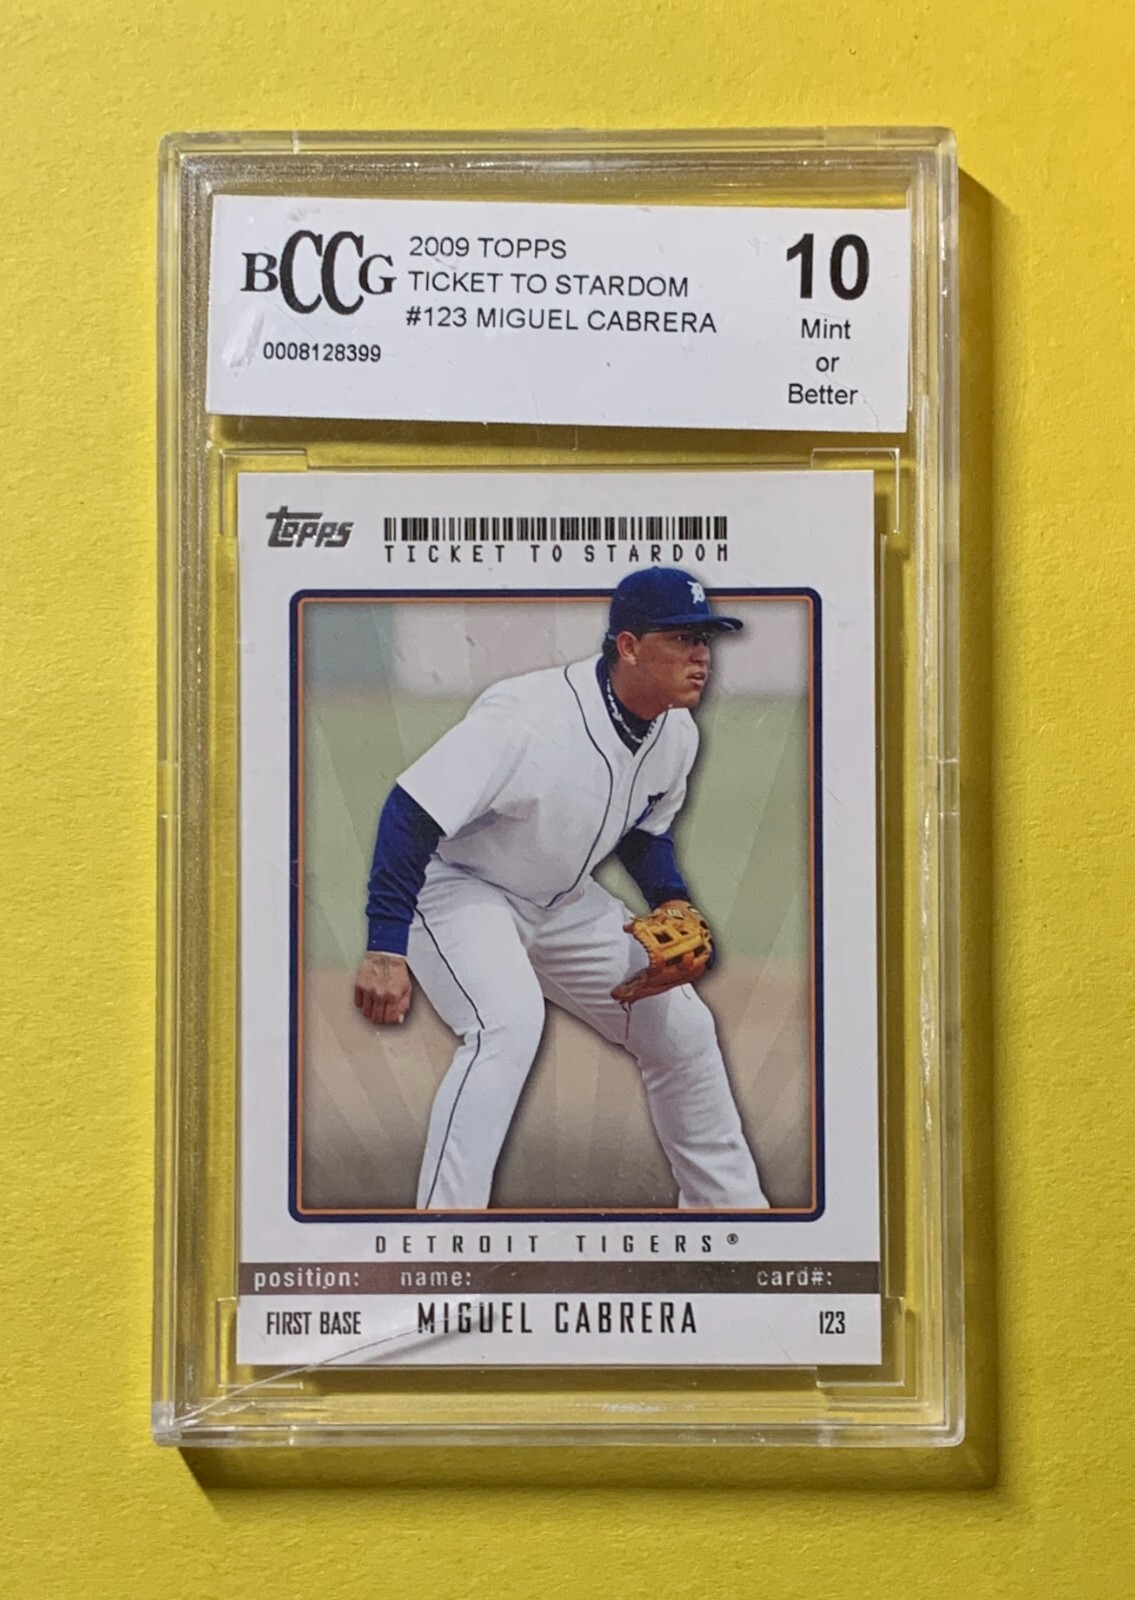 BCCG
2009 TOPPS
TICKET TO STARDOM
#123 MIGUEL CABRERA
0008128399
10
Mint
or
Better
Topps
TICKET TO STARDOM
D
DETROIT TIGERS®
position: name: card#:
FIRST BASE MIGUEL CABRERA 123